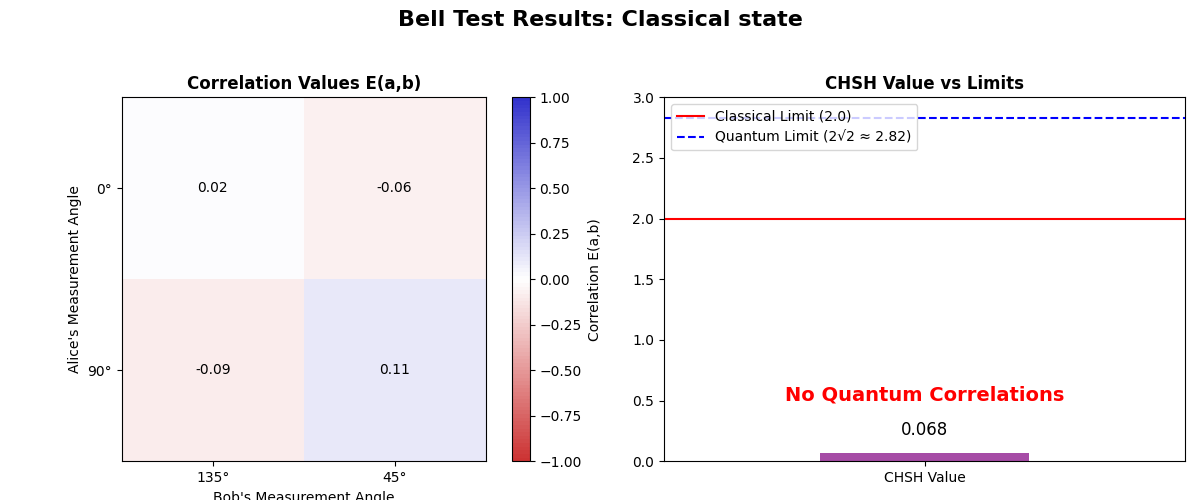 Bell Test Results: Classical state
Correlation Values E(a,b)
0°
90°
Alice's Measurement Angle
0.02
-0.06
-0.09
0.11
135°
45°
Bob's Measurement Angle
1.00
0.75
0.50
0.25
0.00
−0.25
−0.50
−0.75
−1.00
Correlation E(a,b)
CHSH Value vs Limits
3.0
2.5
2.0
1.5
1.0
0.5
0.0
Classical Limit (2.0)
Quantum Limit (2√2 ≈ 2.82)
No Quantum Correlations
0.068
CHSH Value